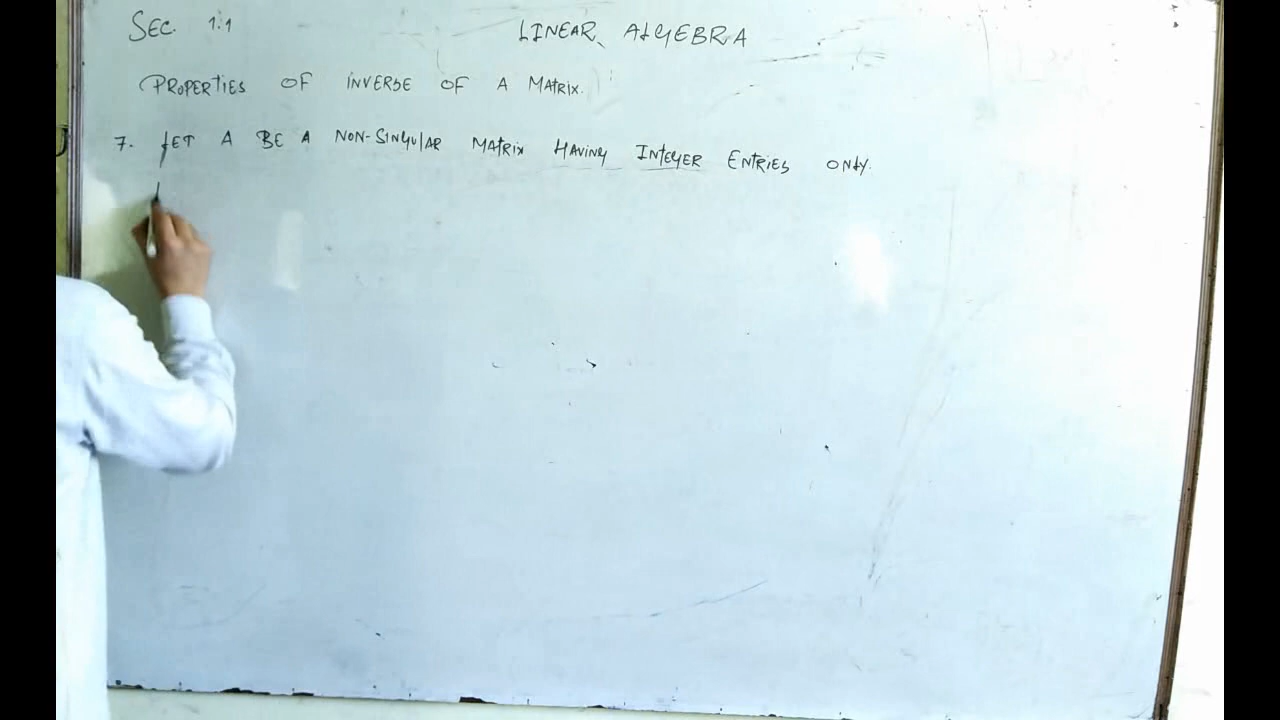 SEC. 1.1 LINEAR ALGEBRA
PROPERTIES OF INVERSE OF A MATRIX.
7. LET A BE A NON-SINGULAR MATRIX HAVING INTEGER ENTRIES ONLY.